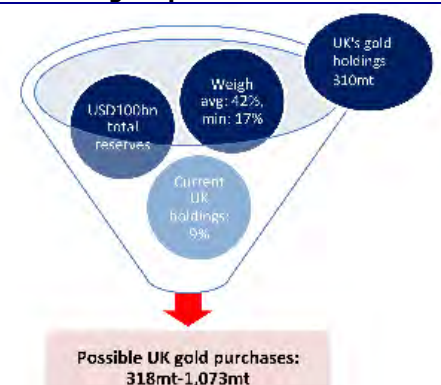 UK's gold
holdings
310mt
Weigh
avg: 42%,
min: 17%
USD100bn
total
reserves
Current
UK
holdings:
9%
Possible UK gold purchases:
318mt-1,073mt